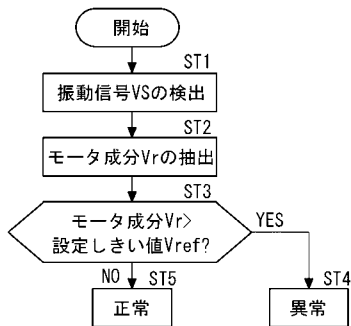 開始
ST1
振動信号VSの検出
ST2
モータ成分Vrの抽出
ST3
モータ成分Vr>
設定しきい値Vref?
YES
NO
ST5
ST4
正常
異常